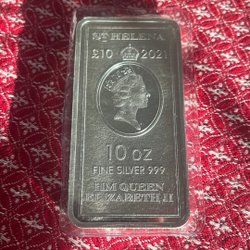 ST HELENA
£10 2021
10 oz
FINE SILVER 999
HM QUEEN
ELIZABETH II